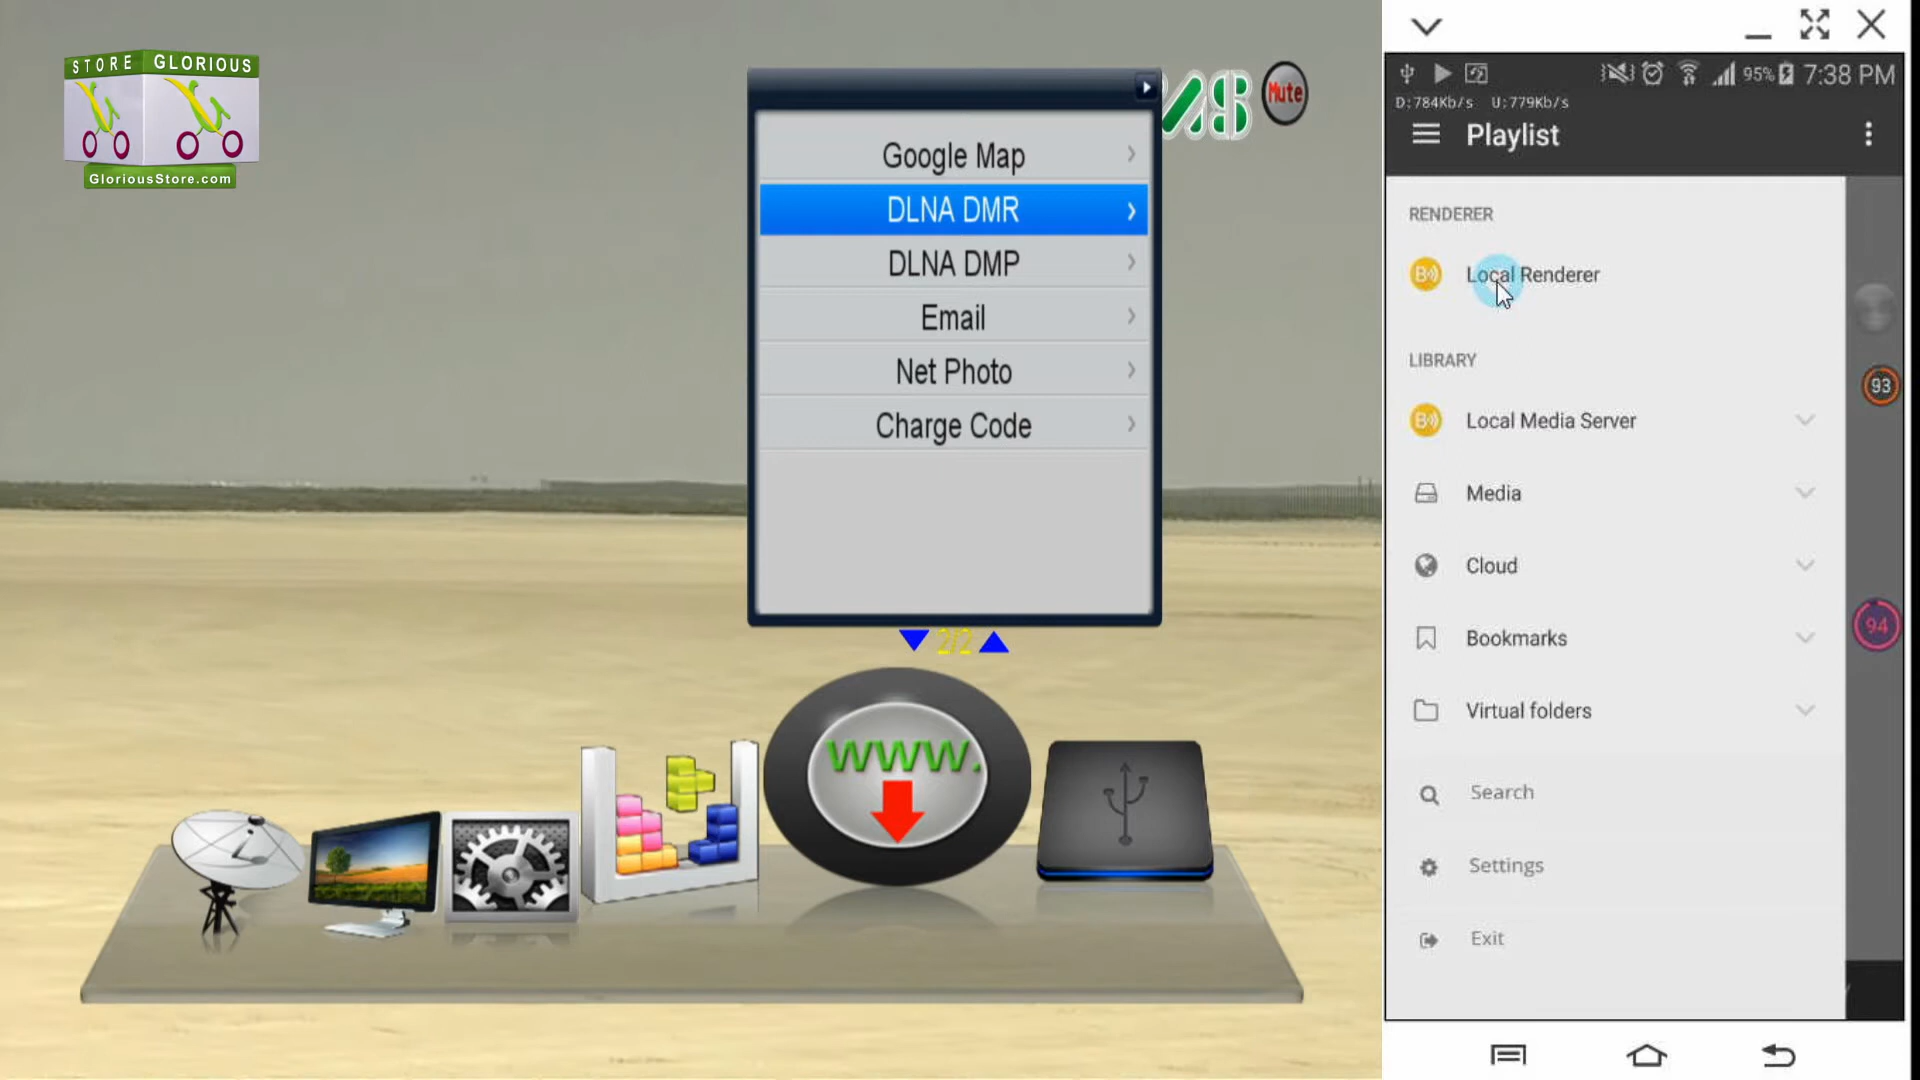 STORE GLORIOUS
GloriousStore.com
Mute
Google Map
DLNA DMR
DLNA DMP
Email
Net Photo
Charge Code
2/2
www.
95% 7:38 PM
D:784Kb/s U:779Kb/s
Playlist
RENDERER
Local Renderer
LIBRARY
Local Media Server
Media
Cloud
Bookmarks
Virtual folders
Search
Settings
Exit
93
94